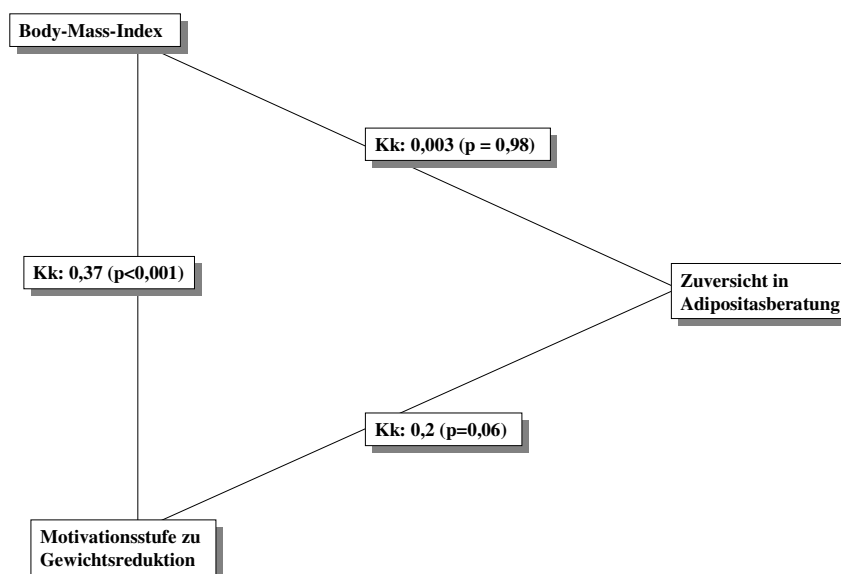 Body-Mass-Index
Kk: 0,003 (p = 0,98)
Kk: 0,37 (p<0,001)
Zuversicht in
Adipositasberatung
Kk: 0,2 (p=0,06)
Motivationsstufe zu
Gewichtsreduktion